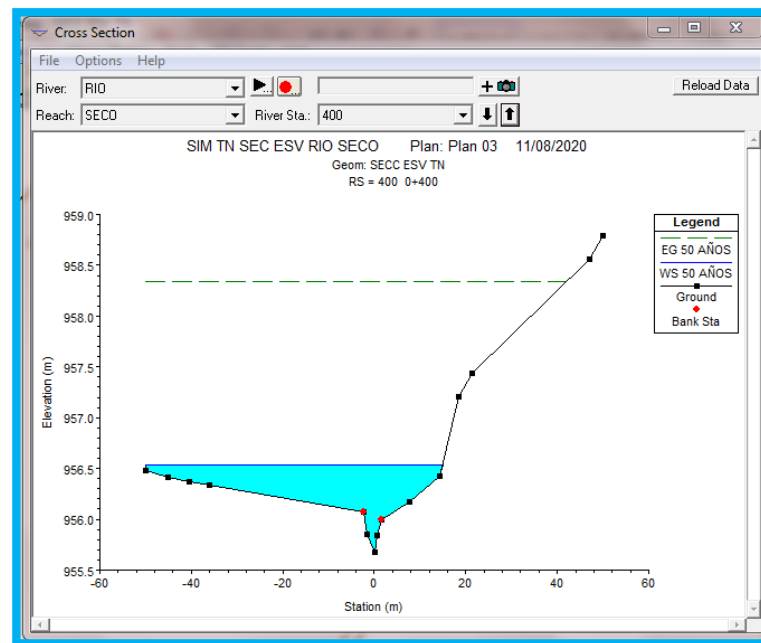 Cross Section
File Options Help
River: RIO
Reload Data
Reach: SECO River Sta.: 400
SIM TN SEC ESV RIO SECO Plan: Plan 03 11/08/2020
Geom: SECC ESV TN
RS = 400 0+400
959.0
958.5
958.0
957.5
957.0
956.5
956.0
955.5
Elevation (m)
-60 -40 -20 0 20 40 60
Station (m)
Legend
EG 50 AÑOS
WS 50 AÑOS
Ground
Bank Sta